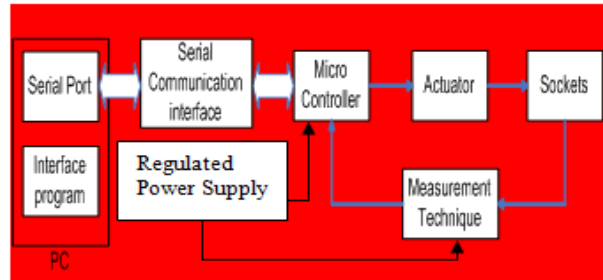 Serial Port
Serial
Communication
interface
Micro
Controller
Actuator
Sockets
Interface
program
Regulated
Power Supply
Measurement
Technique
PC